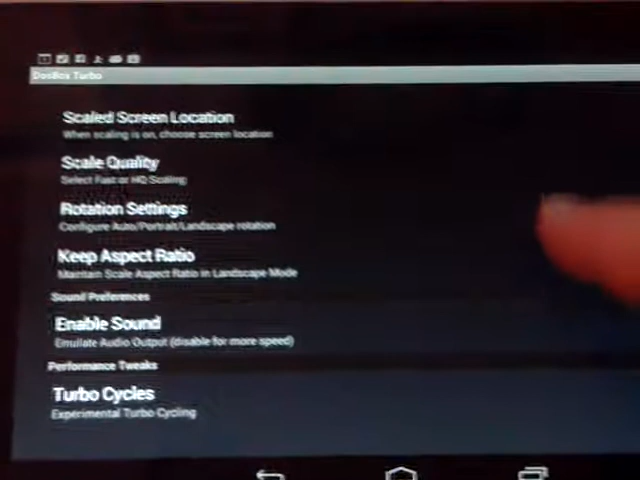 DosBox Turbo
Scaled Screen Location
When scaling is on, choose screen location
Scale Quality
Select Fast or HQ Scaling
Rotation Settings
Configure Auto/Portrait/Landscape rotation
Keep Aspect Ratio
Maintain Scale Aspect Ratio in Landscape Mode
Sound Preferences
Enable Sound
Emulate Audio Output (disable for more speed)
Performance Tweaks
Turbo Cycles
Experimental Turbo Cycling